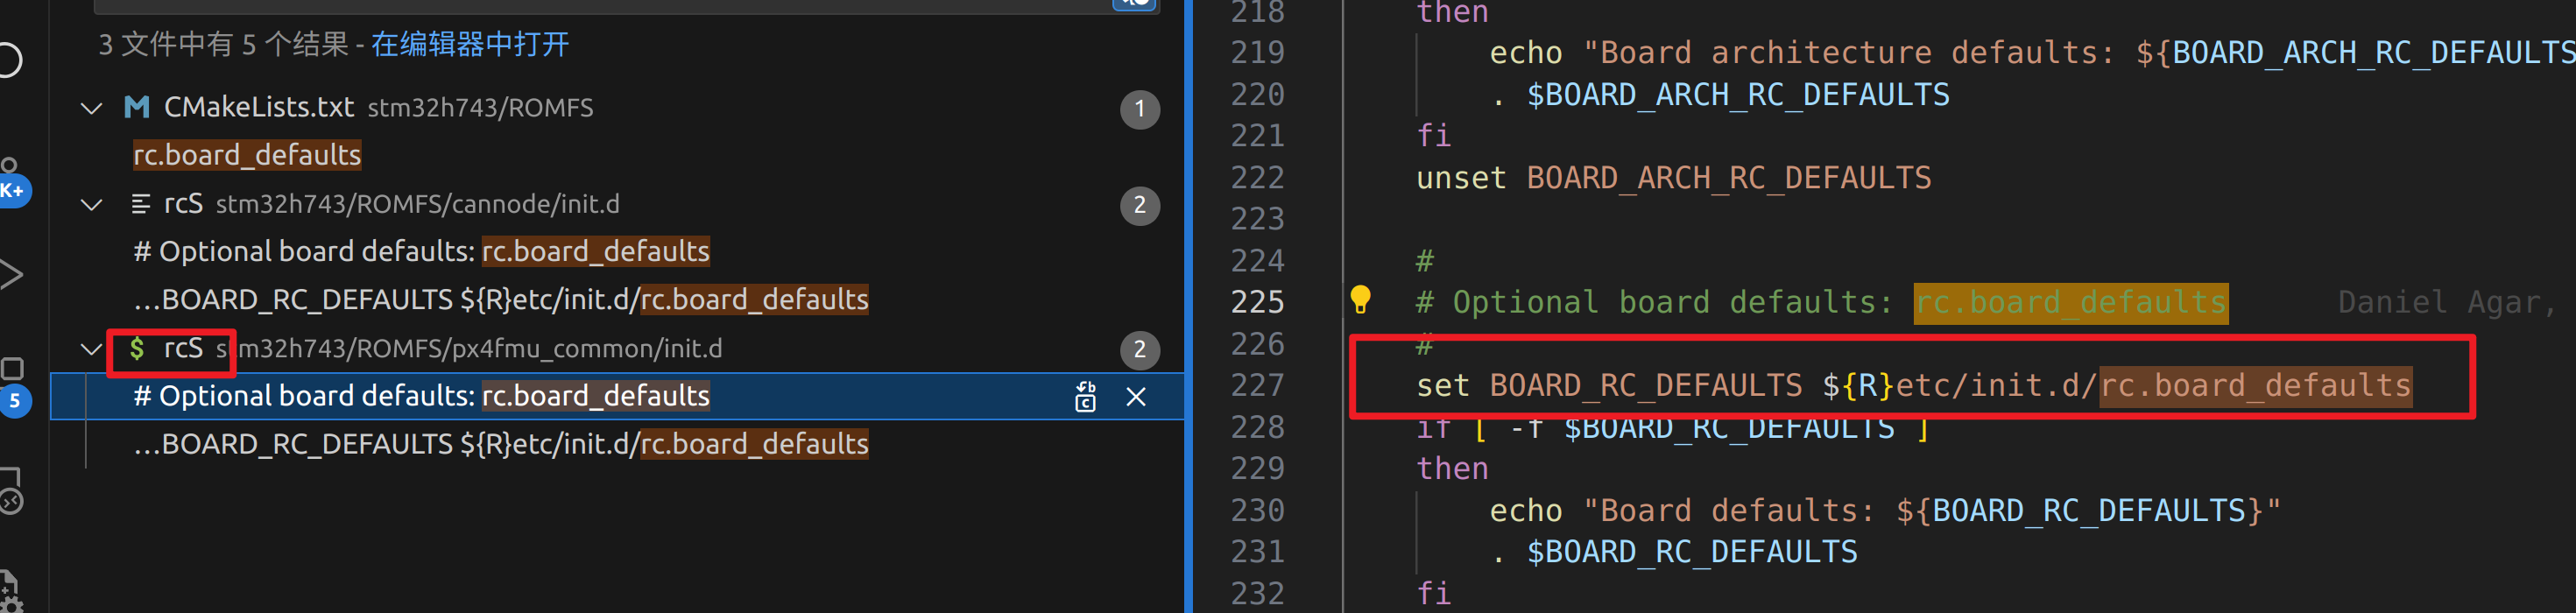 3 文件中有 5 个结果 - 在编辑器中打开
CMakeLists.txt stm32h743/ROMFS 1
rc.board_defaults
rcS stm32h743/ROMFS/cannode/init.d 2
# Optional board defaults: rc.board_defaults
...BOARD_RC_DEFAULTS ${R}etc/init.d/rc.board_defaults
$ rcS stm32h743/ROMFS/px4fmu_common/init.d 2
# Optional board defaults: rc.board_defaults
...BOARD_RC_DEFAULTS ${R}etc/init.d/rc.board_defaults
K+
5
218 then
219 echo "Board architecture defaults: ${BOARD_ARCH_RC_DEFAULTS
220 . $BOARD_ARCH_RC_DEFAULTS
221 fi
222 unset BOARD_ARCH_RC_DEFAULTS
223
224 #
225 # Optional board defaults: rc.board_defaults Daniel Agar,
226 #
227 set BOARD_RC_DEFAULTS ${R}etc/init.d/rc.board_defaults
228 if [ -f $BOARD_RC_DEFAULTS ]
229 then
230 echo "Board defaults: ${BOARD_RC_DEFAULTS}"
231 . $BOARD_RC_DEFAULTS
232 fi